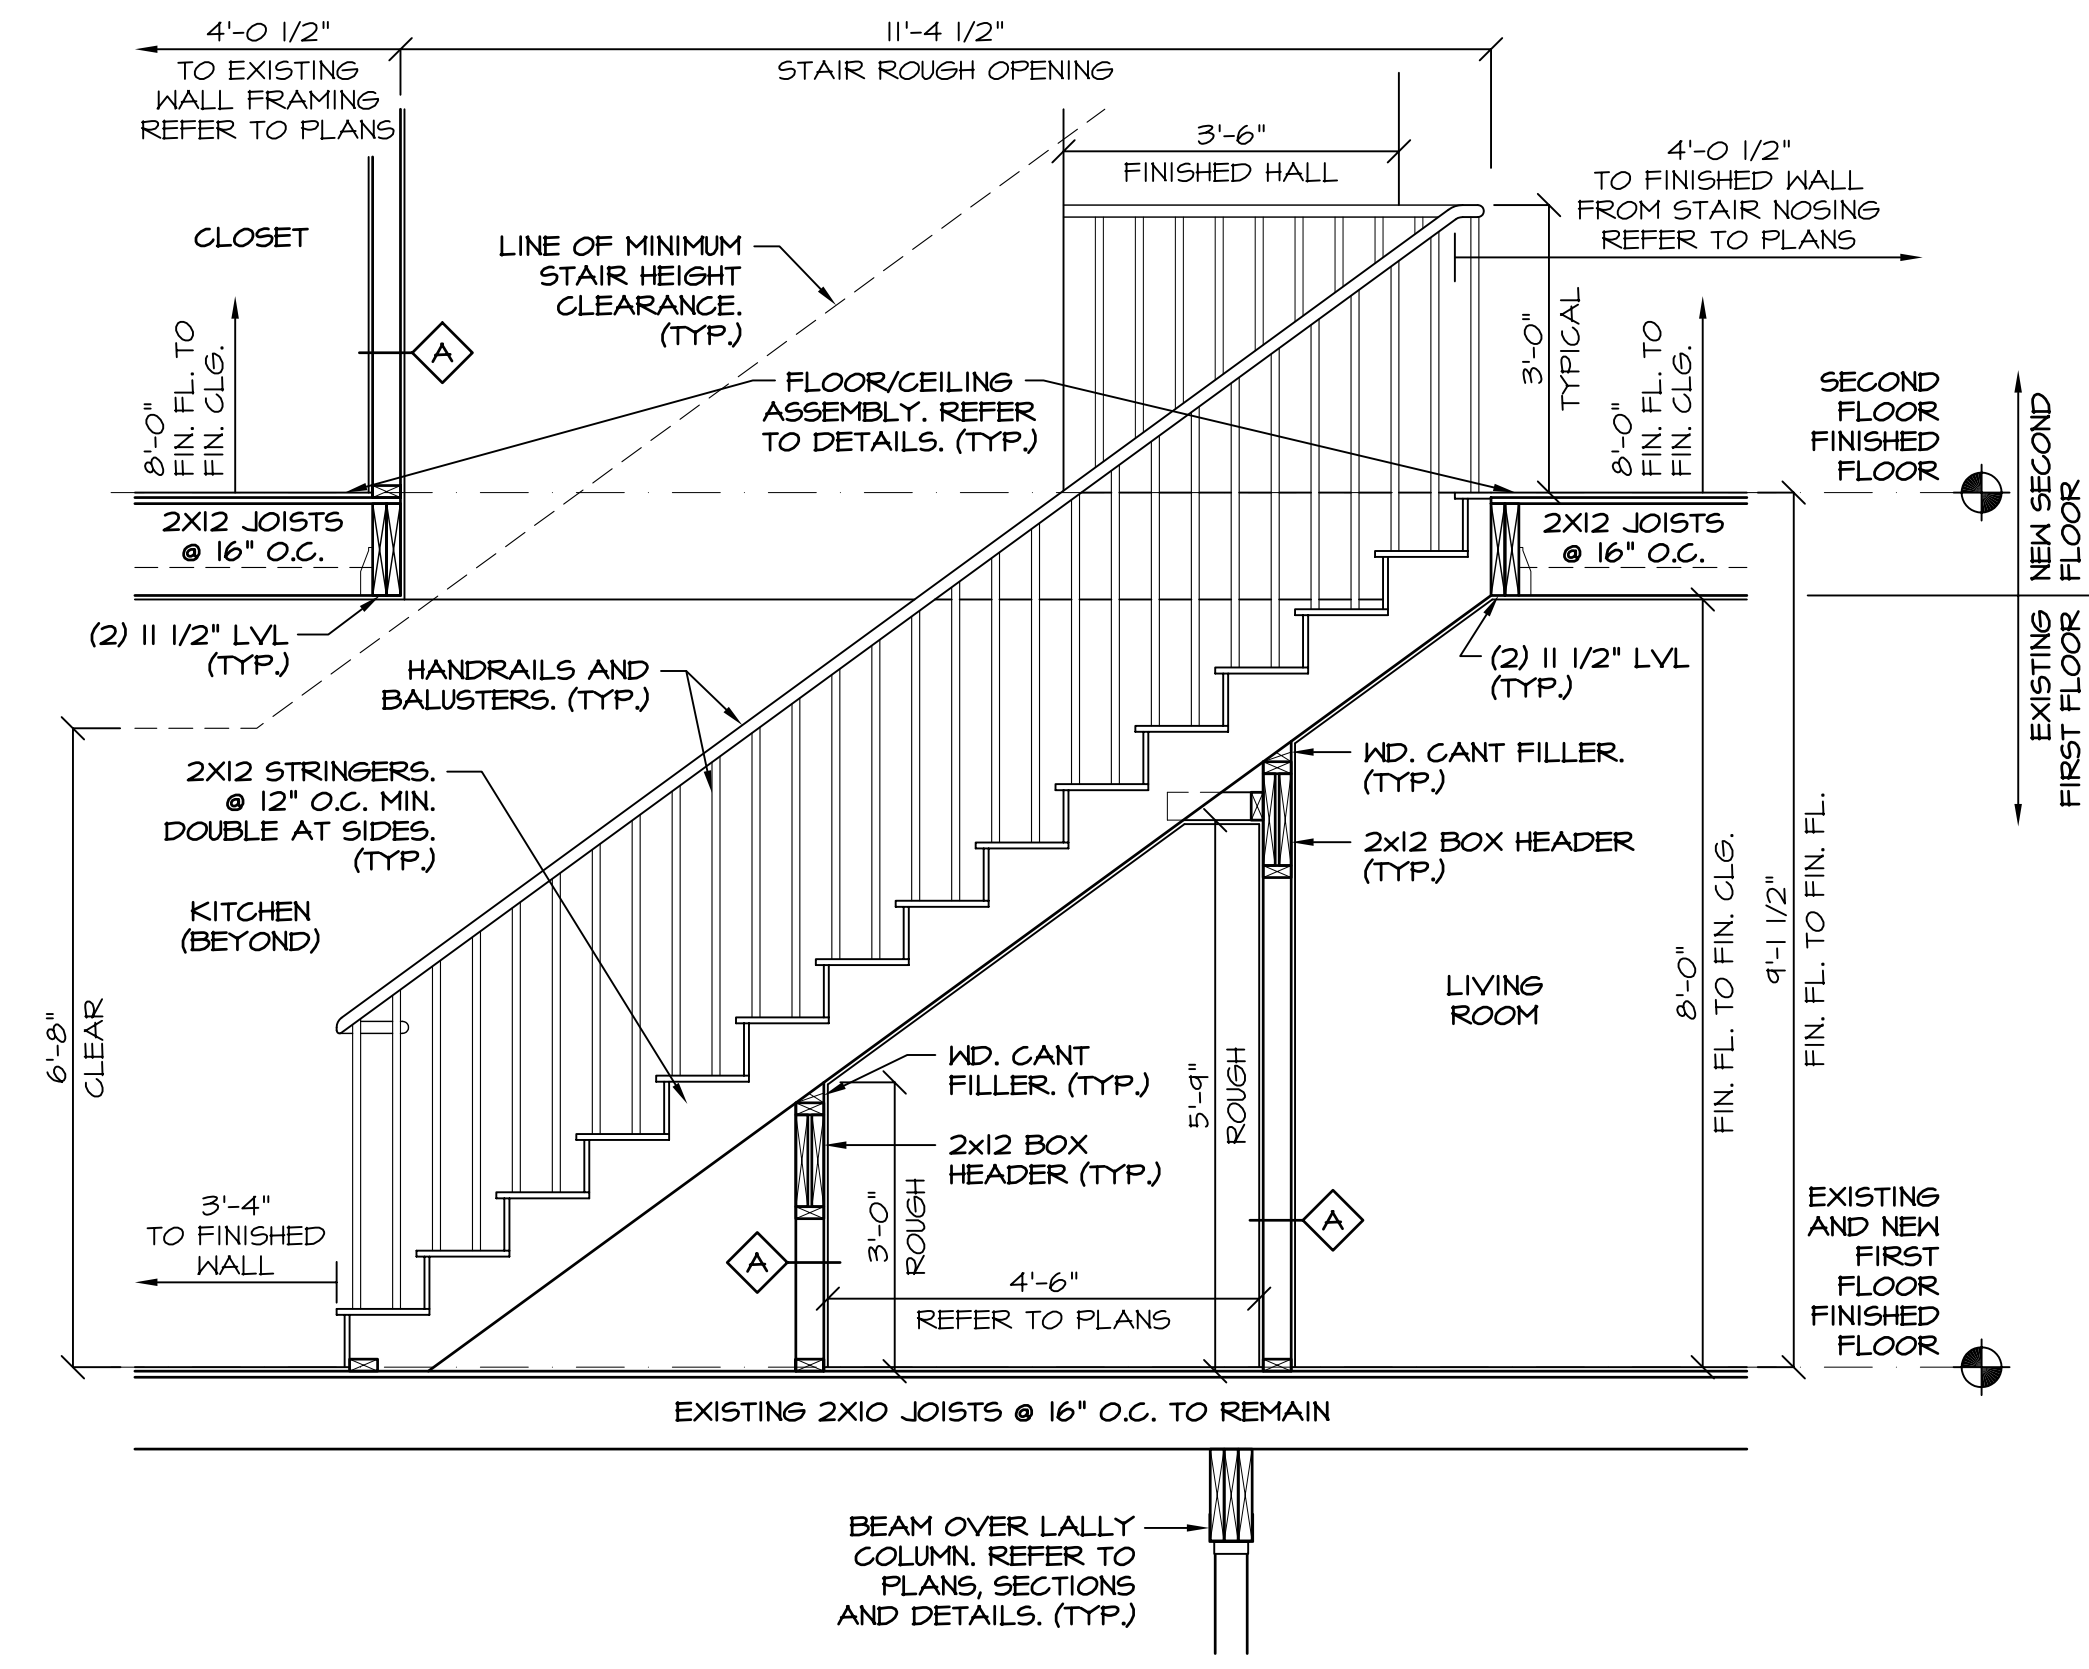 4'-0 1/2"
TO EXISTING
WALL FRAMING
REFER TO PLANS
11'-4 1/2"
STAIR ROUGH OPENING
3'-6"
FINISHED HALL
4'-0 1/2"
TO FINISHED WALL
FROM STAIR NOSING
REFER TO PLANS
CLOSET
LINE OF MINIMUM
STAIR HEIGHT
CLEARANCE.
(TYP.)
A
8'-0"
FIN. FL. TO
FIN. CLG.
FLOOR/CEILING
ASSEMBLY. REFER
TO DETAILS. (TYP.)
3'-0"
TYPICAL
8'-0"
FIN. FL. TO
FIN. CLG.
SECOND
FLOOR
FINISHED
FLOOR
NEW SECOND
FLOOR
2X12 JOISTS
@ 16" O.C.
2X12 JOISTS
@ 16" O.C.
(2) 11 1/2" LVL
(TYP.)
HANDRAILS AND
BALUSTERS. (TYP.)
(2) 11 1/2" LVL
(TYP.)
EXISTING
FIRST FLOOR
2X12 STRINGERS.
@ 12" O.C. MIN.
DOUBLE AT SIDES.
(TYP.)
WD. CANT FILLER.
(TYP.)
2x12 BOX HEADER
(TYP.)
KITCHEN
(BEYOND)
LIVING
ROOM
8'-0"
FIN. FL. TO FIN. CLG.
9'-1 1/2"
FIN. FL. TO FIN. FL.
6'-8"
CLEAR
WD. CANT
FILLER. (TYP.)
2x12 BOX
HEADER (TYP.)
5'-9"
ROUGH
3'-0"
ROUGH
3'-4"
TO FINISHED
WALL
A
A
4'-6"
REFER TO PLANS
EXISTING
AND NEW
FIRST
FLOOR
FINISHED
FLOOR
EXISTING 2X10 JOISTS @ 16" O.C. TO REMAIN
BEAM OVER LALLY
COLUMN. REFER TO
PLANS, SECTIONS
AND DETAILS. (TYP.)